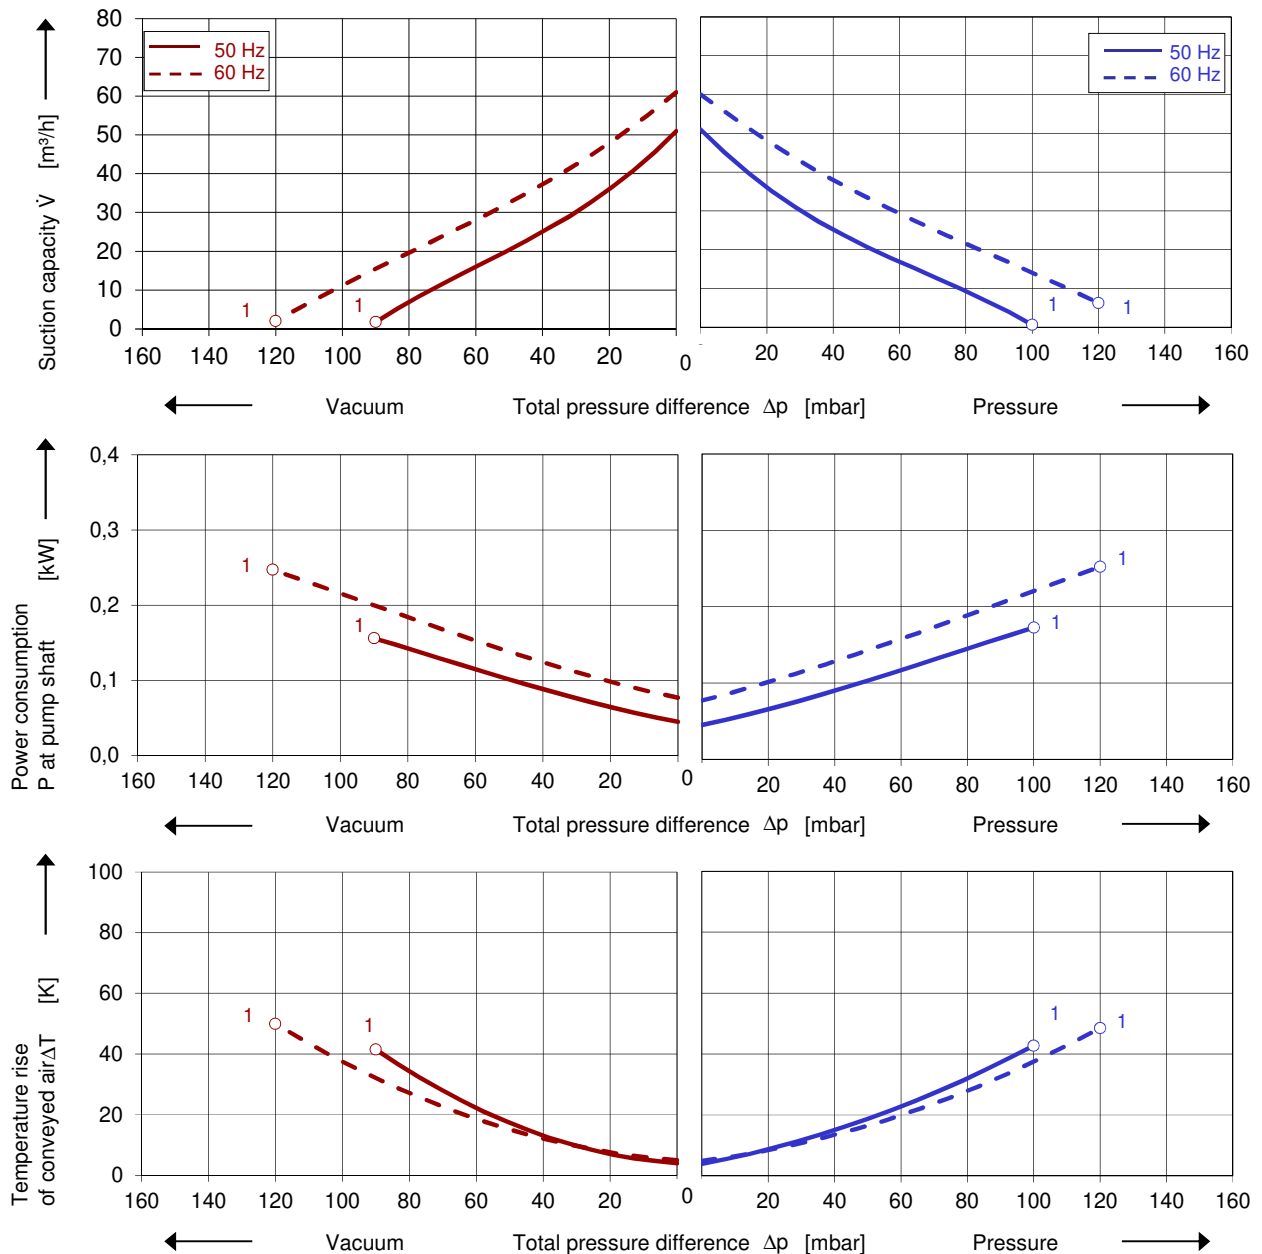 80
70
60
50
40
30
20
10
0
50 Hz
60 Hz
50 Hz
60 Hz
1
1
1
1
Suction capacity V̇ [m³/h]
160 140 120 100 80 60 40 20 0 20 40 60 80 100 120 140 160
Vacuum Total pressure difference Δp [mbar] Pressure
0,4
0,3
0,2
0,1
0,0
1
1
1
1
Power consumption
P at pump shaft [kW]
160 140 120 100 80 60 40 20 0 20 40 60 80 100 120 140 160
Vacuum Total pressure difference Δp [mbar] Pressure
100
80
60
40
20
0
1
1
1
1
Temperature rise
of conveyed airΔT [K]
160 140 120 100 80 60 40 20 0 20 40 60 80 100 120 140 160
Vacuum Total pressure difference Δp [mbar] Pressure